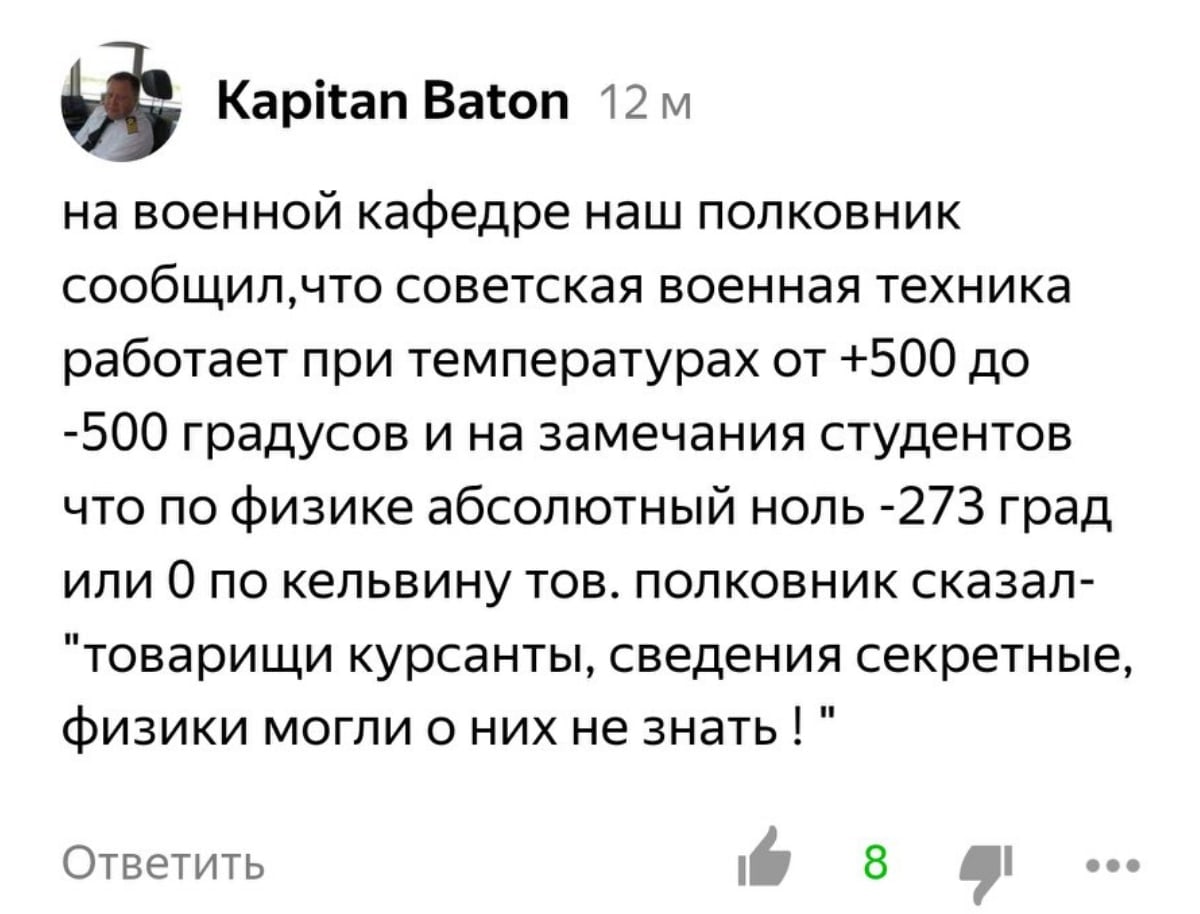 Kapitan Baton 12 м
на военной кафедре наш полковник
сообщил,что советская военная техника
работает при температурах от +500 до
-500 градусов и на замечания студентов
что по физике абсолютный ноль -273 град
или 0 по кельвину тов. полковник сказал-
"товарищи курсанты, сведения секретные,
физики могли о них не знать ! "
Ответить 8